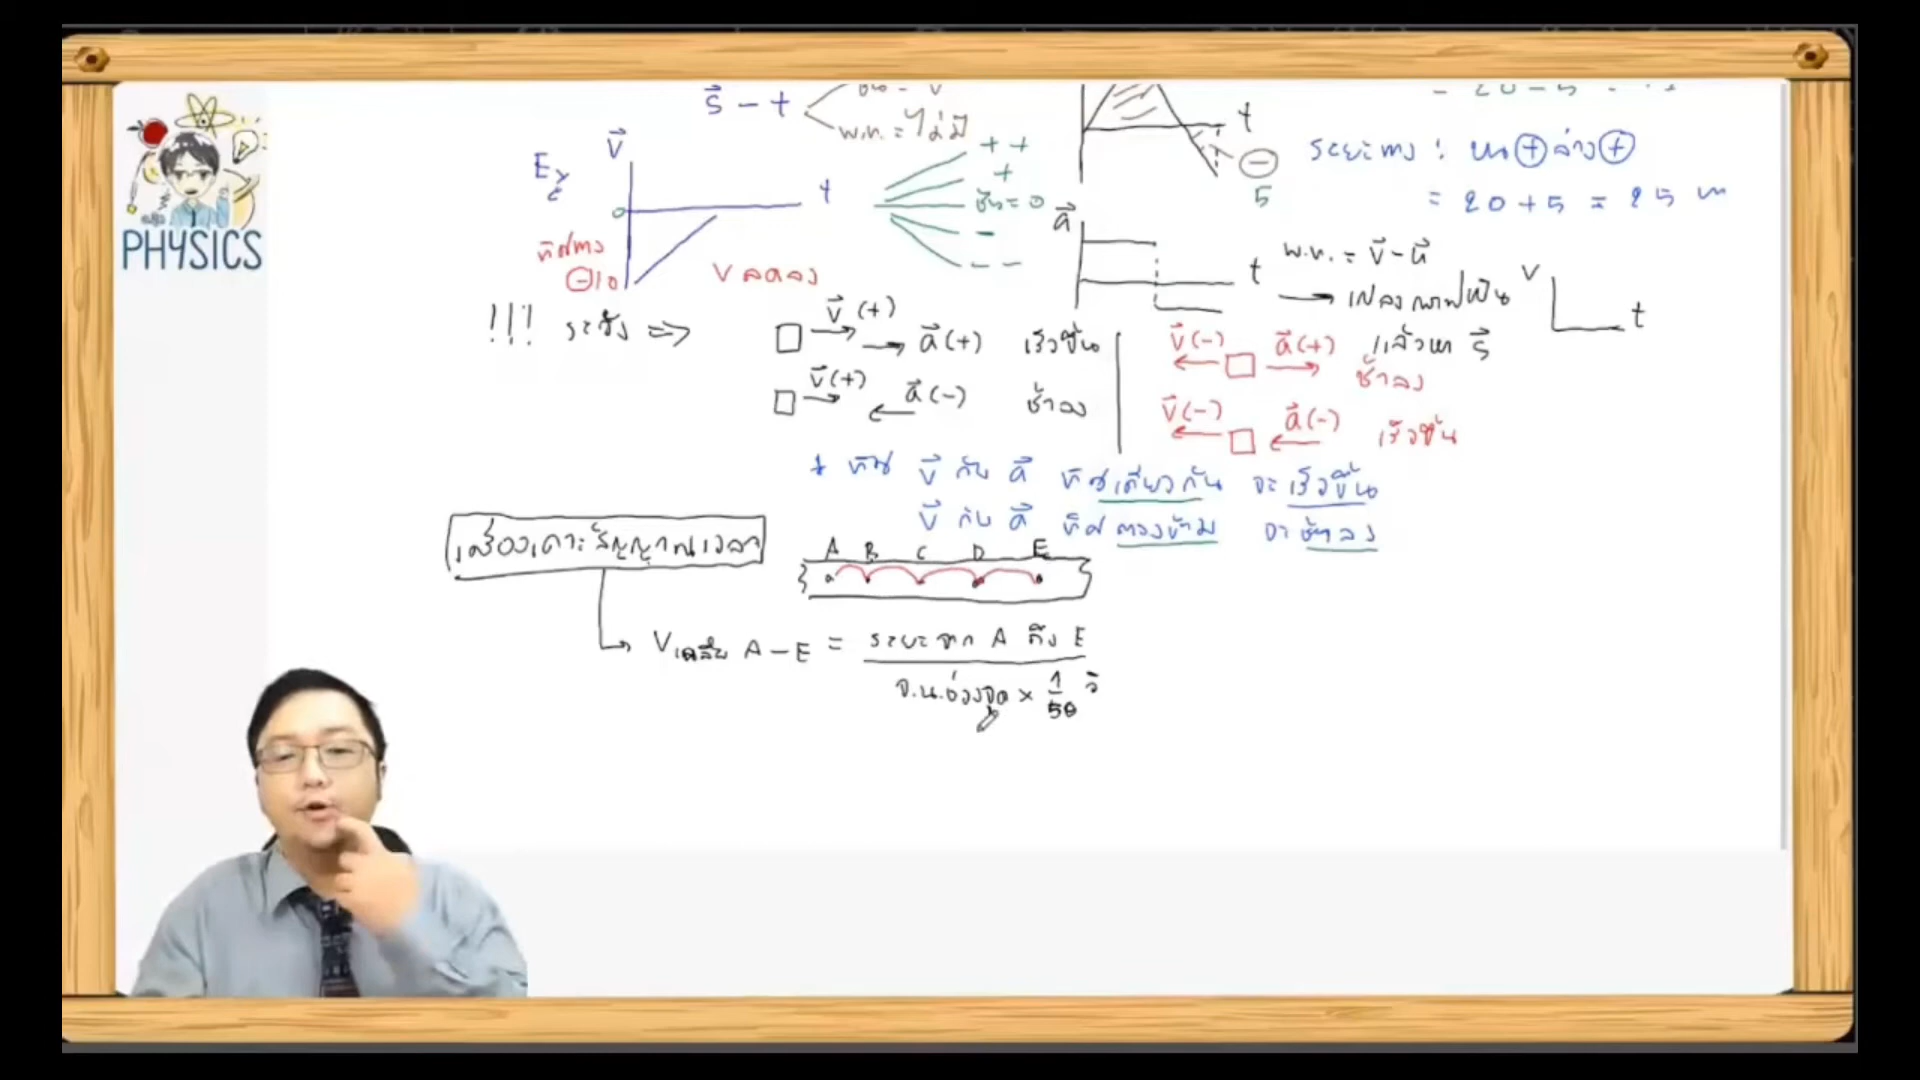 PHYSICS
s⃗ - t
พ.ท. = ไม่มี
Ex
v⃗
t
0
ทิศทาง
⊖10
v ลดลง
+ +
+
ชัน = 0
-
- -
t
⊖
5
ระยะทาง : บน ⊕ ล่าง ⊕
= 20 + 5 = 25 m
a⃗
t
พ.ท. = v⃗ - u⃗
→ แปลงกราฟเป็น
v
t
แล้วหา s⃗
!!! ระวัง ⇒
v⃗ (+)
a⃗ (+) เร็วขึ้น
v⃗ (+)
a⃗ (-) ช้าลง
v⃗ (-) a⃗ (+)
ช้าลง
v⃗ (-) a⃗ (-) เร็วขึ้น
v⃗ กับ a⃗ ทิศเดียวกัน จะ เร็วขึ้น
v⃗ กับ a⃗ ทิศตรงข้าม จะ ช้าลง
เครื่องเคาะสัญญาณเวลา
A B C D E
v เฉลี่ย A - E = ระยะจาก A ถึง E
จ.น.ช่วงจุด × 1/50 วิ